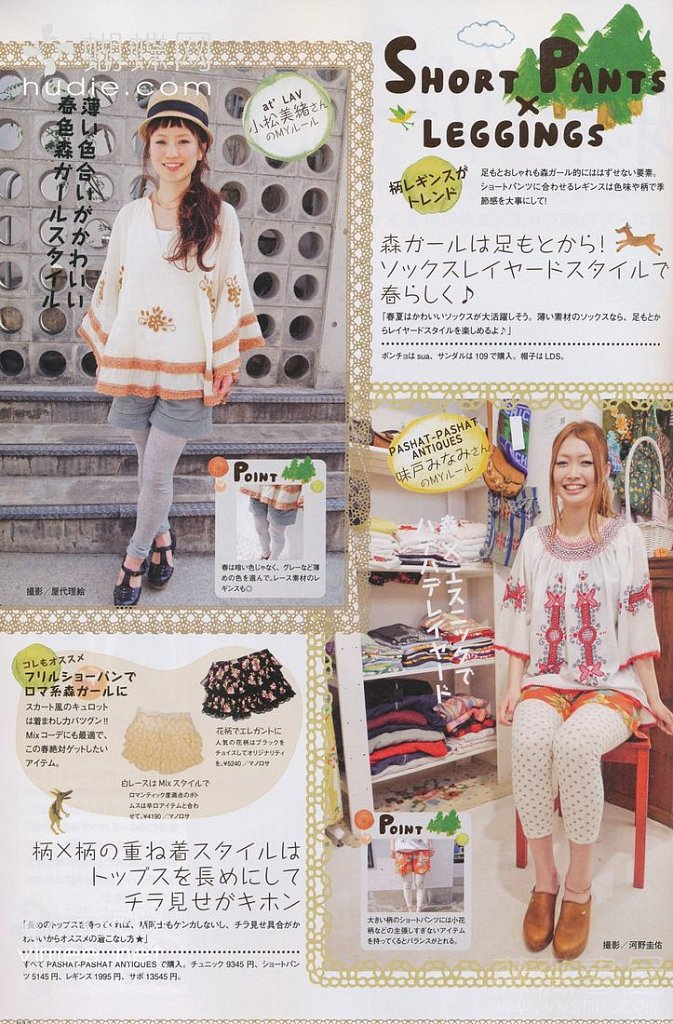 蝴蝶网
hudie.com
薄い色合いがかわいい
春色森ガールスタイル
at' LAV
小松美緒さん
のMYルール
SHORT PANTS
×
LEGGINGS
柄レギンスが
トレンド
足もとおしゃれも森ガール的にははずせない要素。
ショートパンツに合わせるレギンスは色味や柄で季
節感を大事にして!
森ガールは足もとから!
ソックスレイヤードスタイルで
春らしく♪
「春夏はかわいいソックスが大活躍しそう。薄い素材のソックスなら、足もとか
らレイヤードスタイルを楽しめるよ♪」
ポンチョは sua、サンダルは 109 で購入。帽子は LDS。
POINT
春は暗い色じゃなく、グレーなど薄
めの色を選んで。レース素材のレ
ギンスも◎
撮影/屋代理絵
PASHAT-PASHAT
ANTIQUES
味戸みなみさん
のMYルール
春×エスニックで
ハデレイヤード
コレもオススメ
フリルショーパンで
ロマ系森ガールに
スカート風のキュロット
は着まわし力バツグン!!
Mixコーデにも最適で、
この春絶対ゲットしたい
アイテム。
花柄でエレガントに
人気の花柄はブラックを
チョイスしてオリジナリティ
を。¥5240/マノロサ
白レースは Mix スタイルで
ロマンティック度満点のボト
ムスは辛口アイテムと合わ
せて。¥4190/マノロサ
柄×柄の重ね着スタイルは
トップスを長めにして
チラ見せがキホン
「長めのトップスを持ってくれば、柄同士もケンカしないし、チラ見せ具合がか
わいいからオススメの着こなし方★」
すべて PASHAT-PASHAT ANTIQUES で購入。チュニック 9345 円、ショートパン
ツ 5145 円、レギンス 1995 円、サボ 13545 円。
POINT
大きい柄のショートパンツには小花
柄などの主張しすぎないアイテム
を持ってくるとバランスがとれる。
撮影/河野圭佑